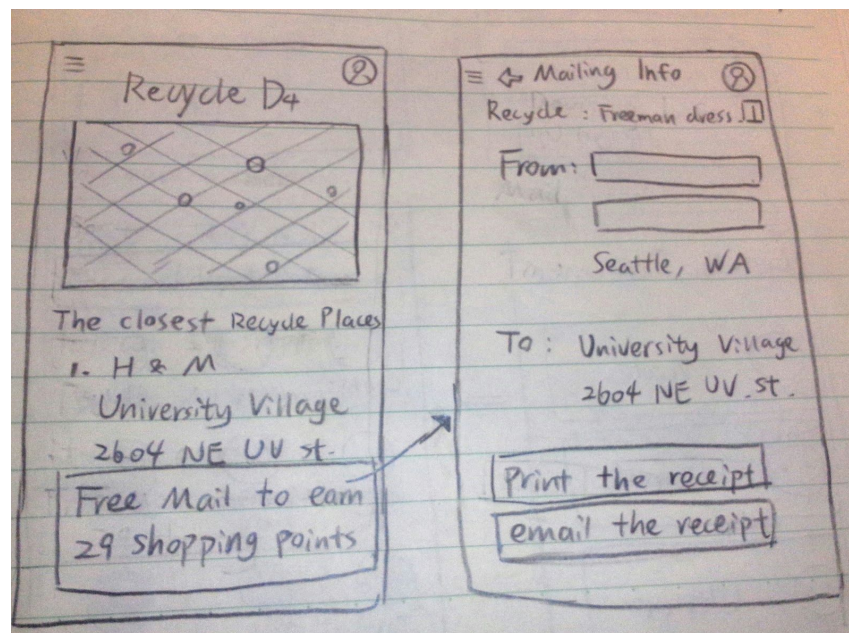 Recycle D4
The closest Recycle Places
1. H & M
University Village
2604 NE UV st.
Free Mail to earn
29 shopping points
Mailing Info
Recycle : Freeman dress
From:
Seattle, WA
To : University Village
2604 NE UV. st.
print the receipt
email the receipt